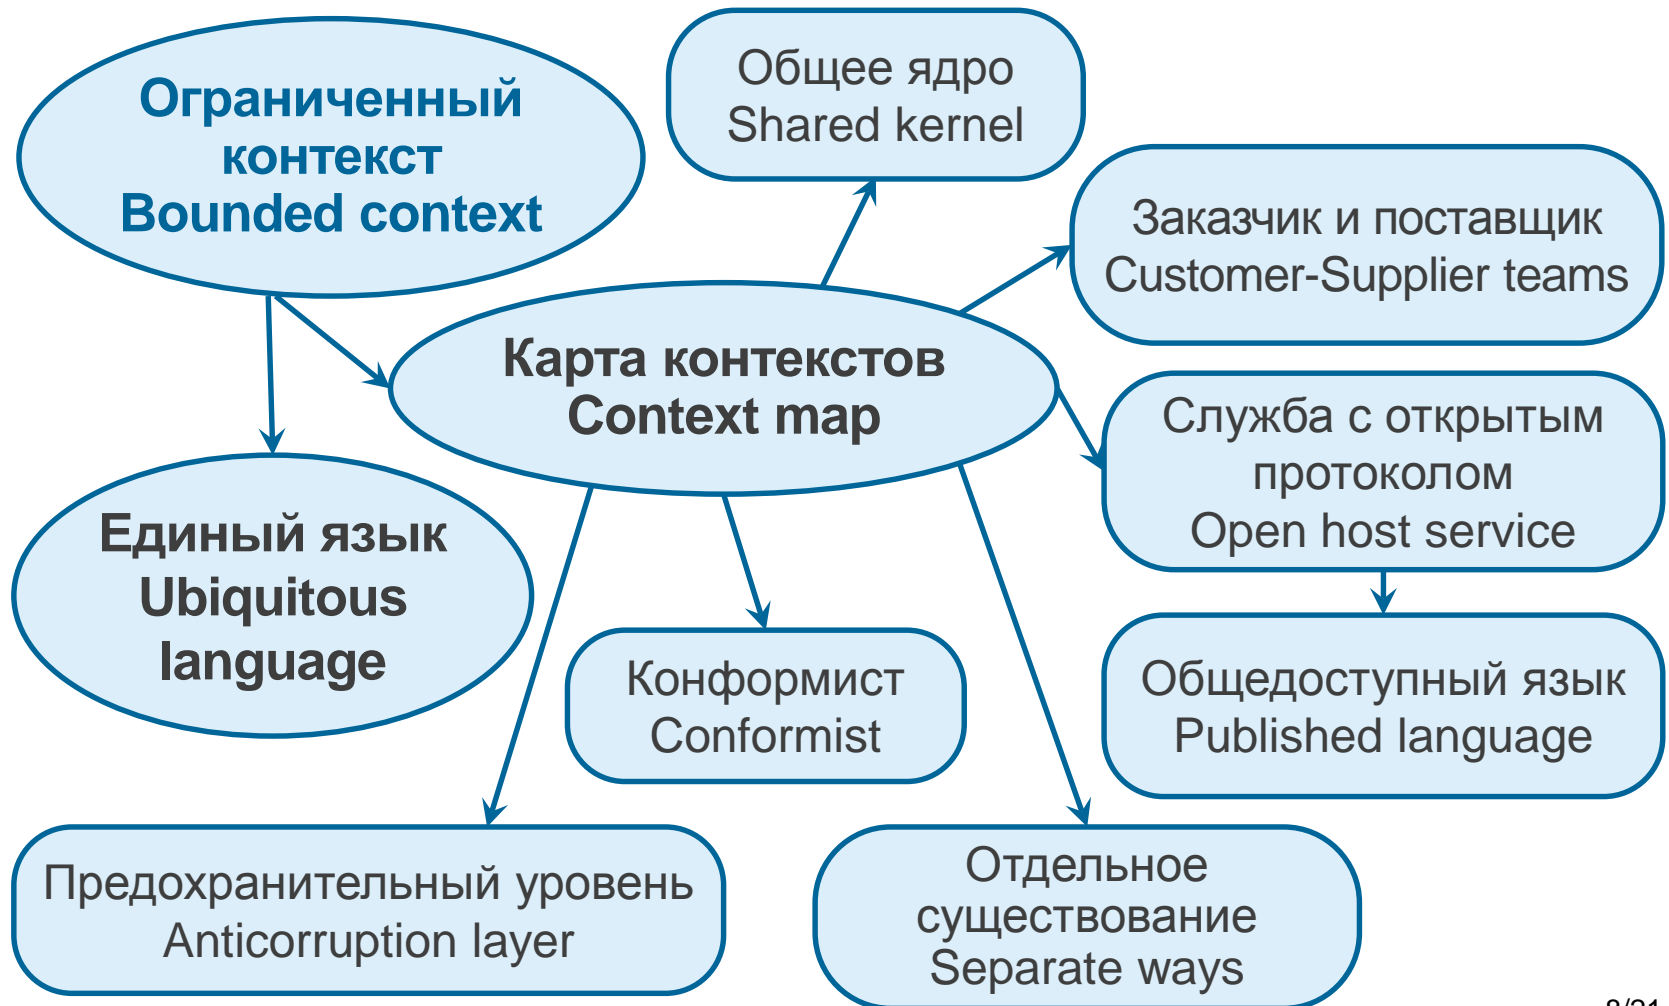 Ограниченный
контекст
Bounded context
Общее ядро
Shared kernel
Заказчик и поставщик
Customer-Supplier teams
Карта контекстов
Context map
Служба с открытым
протоколом
Open host service
Единый язык
Ubiquitous
language
Конформист
Conformist
Общедоступный язык
Published language
Предохранительный уровень
Anticorruption layer
Отдельное
существование
Separate ways
8/21